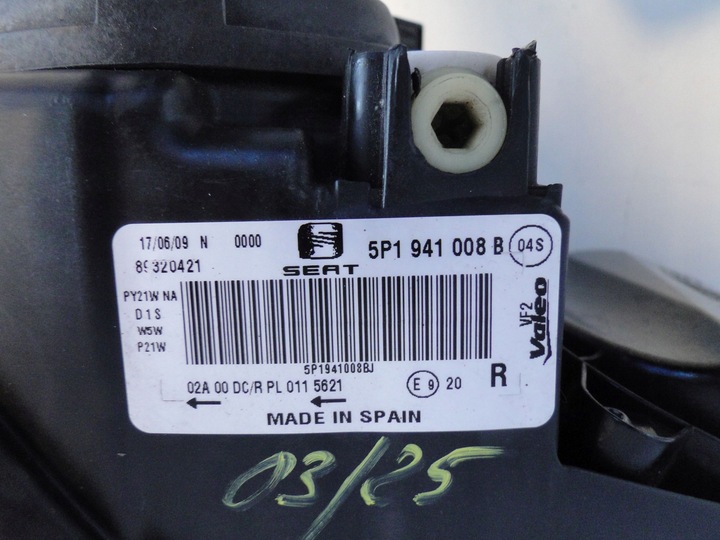 17/06/09 N 0000 SEAT 5P1 941 008 B 04S
89320421
PY21W NA
D1S
W5W
P21W
VF2
Valeo
5P1941008BJ
02A 00 DC/R PL 011 5621 E9 20 R
MADE IN SPAIN
03/25